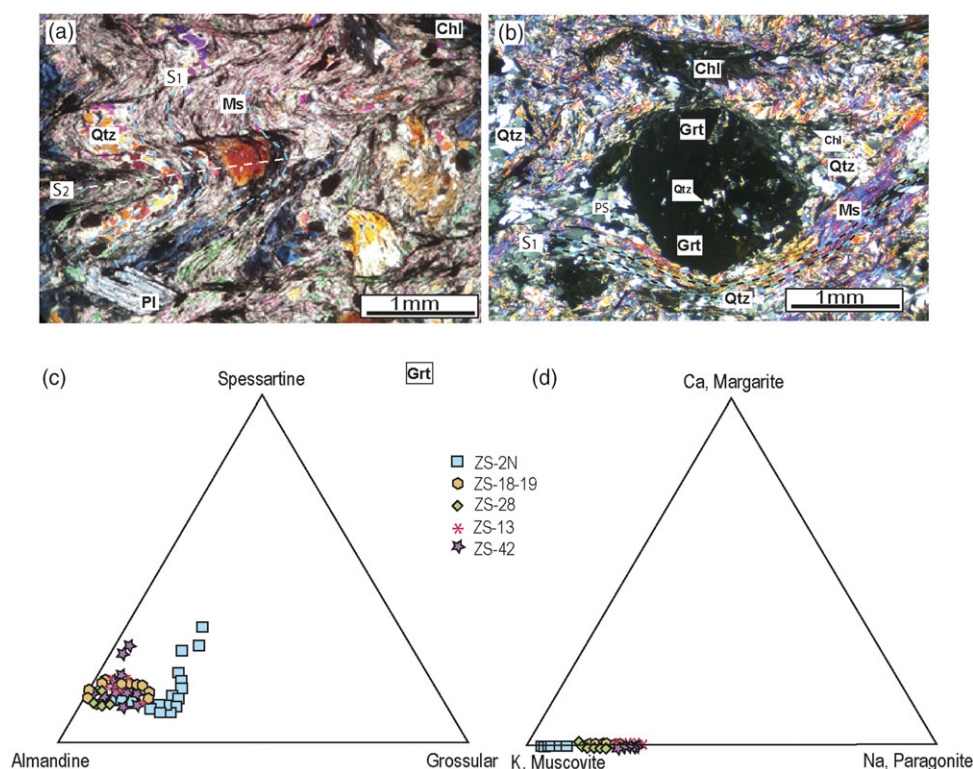 (a)
Chl
S1
Ms
Qtz
S2
Pl
1mm
(b)
Chl
Grt
Qtz
Chl
Qtz
Qtz
PS
Ms
S1
Grt
Qtz
1mm
(c)
Spessartine
Grt
ZS-2N
ZS-18-19
ZS-28
ZS-13
ZS-42
Almandine
Grossular
(d)
Ca, Margarite
K, Muscovite
Na, Paragonite